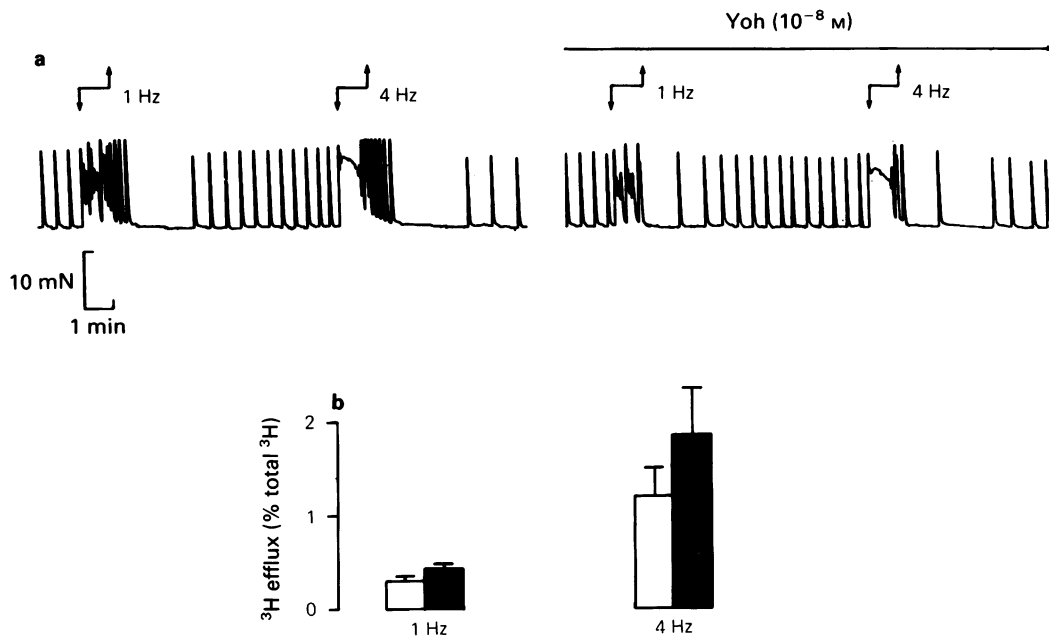 Yoh (10⁻⁸ M)
a
1 Hz
4 Hz
1 Hz
4 Hz
10 mN
1 min
b
³H efflux (% total ³H)
2
1
0
1 Hz
4 Hz